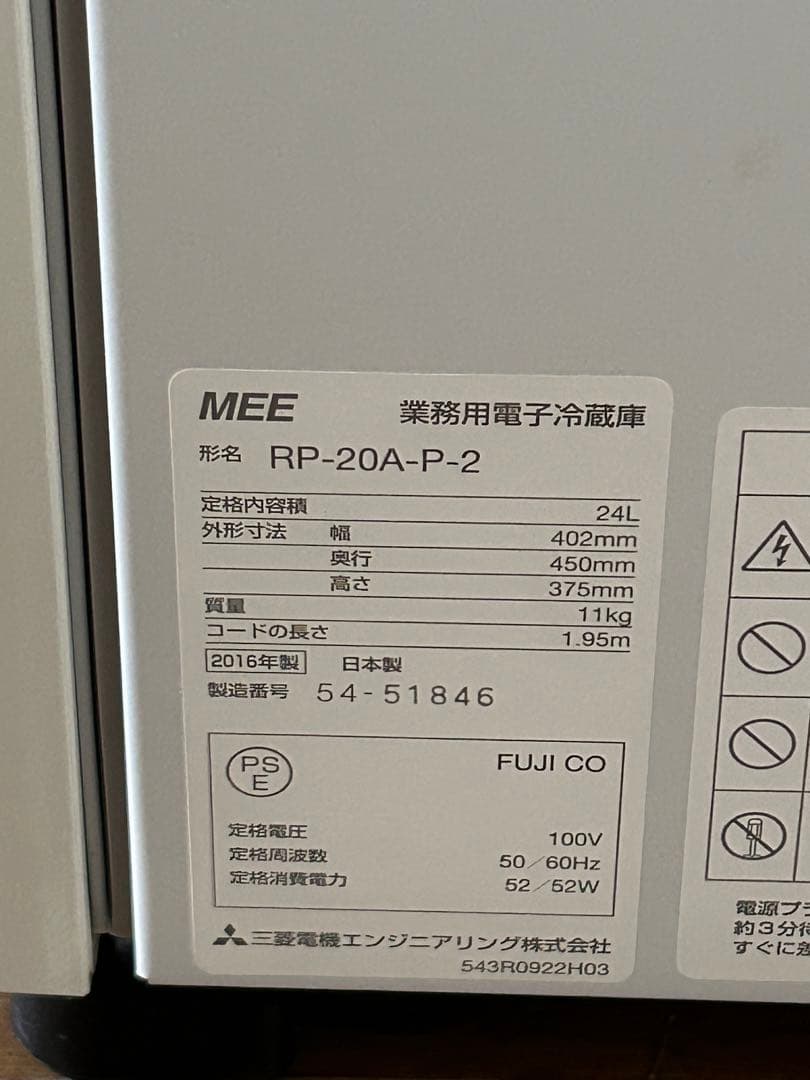 MEE 業務用電子冷蔵庫
形名 RP-20A-P-2
定格内容積 24L
外形寸法 幅 402mm
奥行 450mm
高さ 375mm
質量 11kg
コードの長さ 1.95m
2016年製 日本製
製造番号 54-51846
PSE FUJI CO
定格電圧 100V
定格周波数 50/60Hz
定格消費電力 52/52W
三菱電機エンジニアリング株式会社
543R0922H03
電源プラ
約3分待
すぐに差